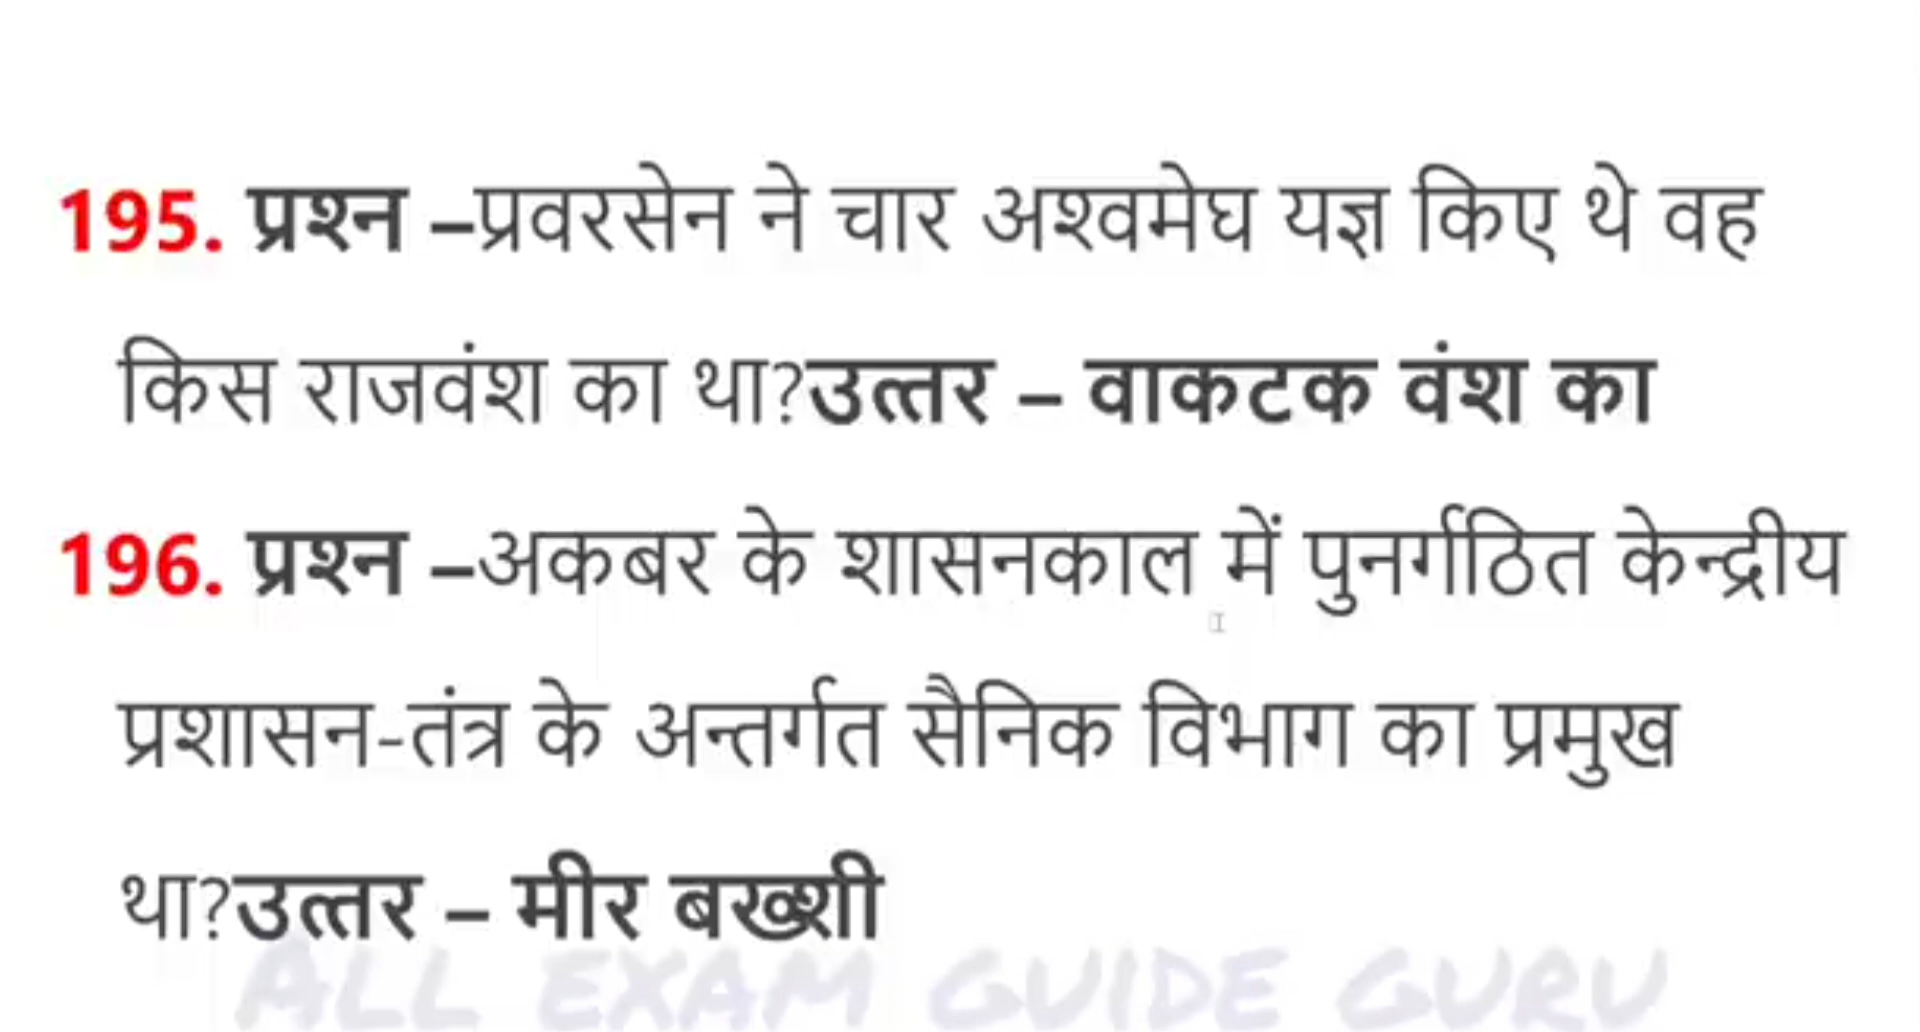 195. प्रश्न –प्रवरसेन ने चार अश्वमेघ यज्ञ किए थे वह
किस राजवंश का था?उत्तर – वाकटक वंश का
196. प्रश्न –अकबर के शासनकाल में पुनर्गठित केन्द्रीय
प्रशासन-तंत्र के अन्तर्गत सैनिक विभाग का प्रमुख
था?उत्तर – मीर बख्शी
ALL EXAM GUIDE GURU